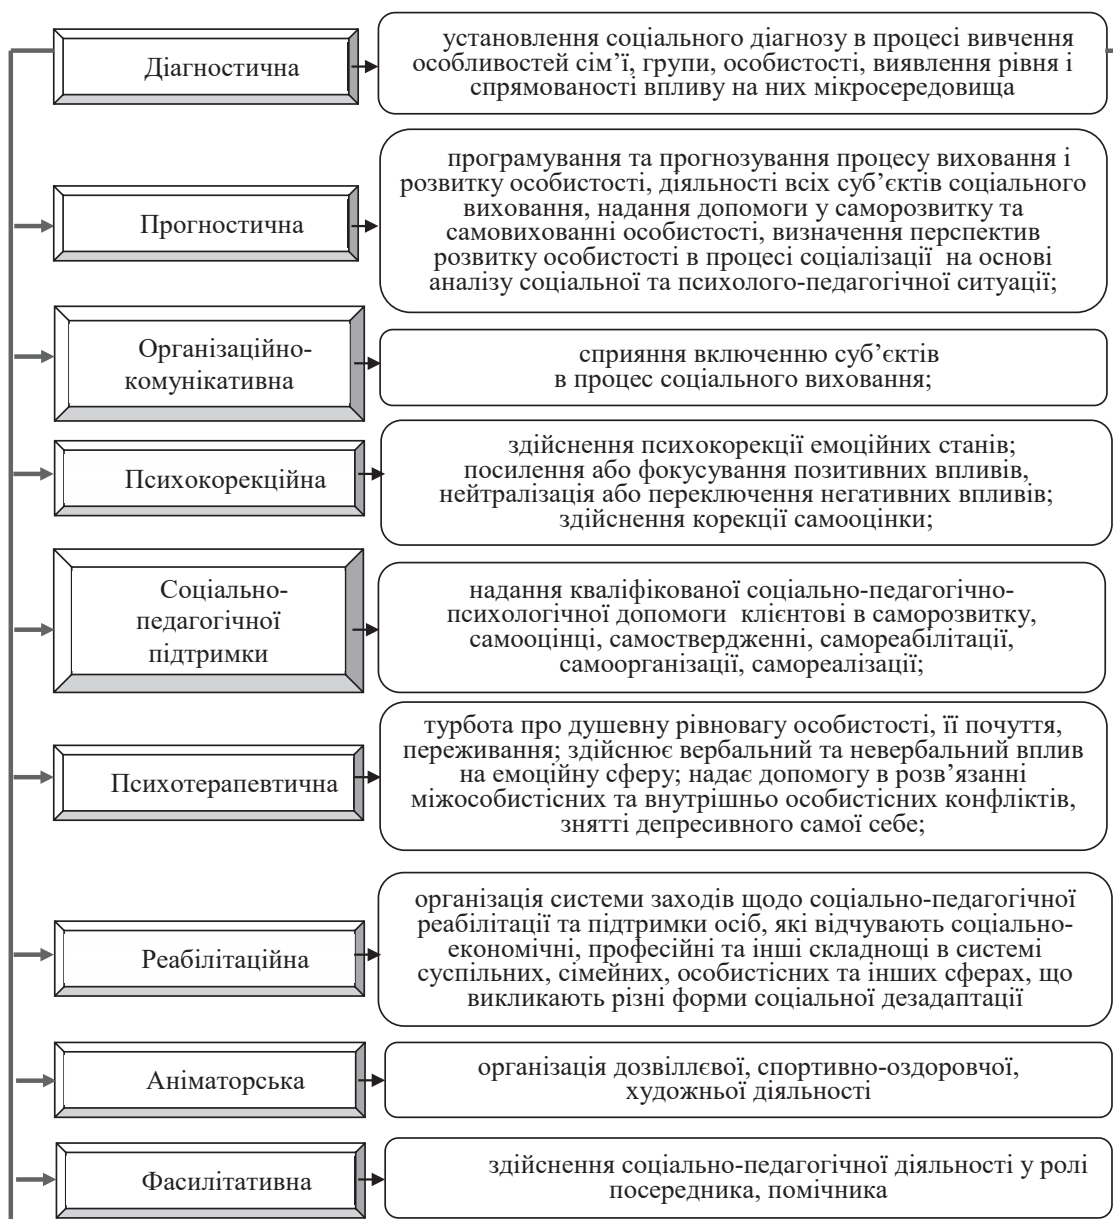 Діагностична
установлення соціального діагнозу в процесі вивчення
особливостей сім’ї, групи, особистості, виявлення рівня і
спрямованості впливу на них мікросередовища
Прогностична
програмування та прогнозування процесу виховання і
розвитку особистості, діяльності всіх суб’єктів соціального
виховання, надання допомоги у саморозвитку та
самовихованні особистості, визначення перспектив
розвитку особистості в процесі соціалізації на основі
аналізу соціальної та психолого-педагогічної ситуації;
Організаційно-
комунікативна
сприяння включенню суб’єктів
в процес соціального виховання;
Психокорекційна
здійснення психокорекції емоційних станів;
посилення або фокусування позитивних впливів,
нейтралізація або переключення негативних впливів;
здійснення корекції самооцінки;
Соціально-
педагогічної
підтримки
надання кваліфікованої соціально-педагогічно-
психологічної допомоги клієнтові в саморозвитку,
самооцінці, самоствердженні, самореабілітації,
самоорганізації, самореалізації;
Психотерапевтична
турбота про душевну рівновагу особистості, її почуття,
переживання; здійснює вербальний та невербальний вплив
на емоційну сферу; надає допомогу в розв’язанні
міжособистісних та внутрішньо особистісних конфліктів,
знятті депресивного самої себе;
Реабілітаційна
організація системи заходів щодо соціально-педагогічної
реабілітації та підтримки осіб, які відчувають соціально-
економічні, професійні та інші складнощі в системі
суспільних, сімейних, особистісних та інших сферах, що
викликають різні форми соціальної дезадаптації
Аніматорська
організація дозвіллєвої, спортивно-оздоровчої,
художньої діяльності
Фасилітативна
здійснення соціально-педагогічної діяльності у ролі
посередника, помічника